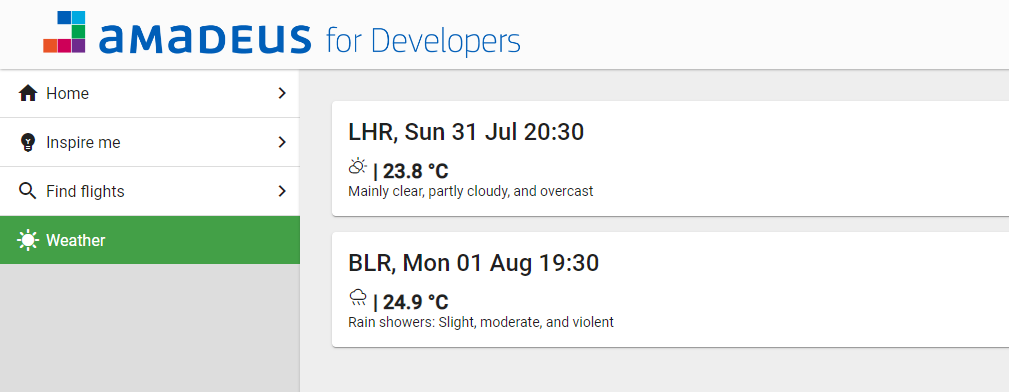 amadeus for Developers
Home
Inspire me
Find flights
Weather
LHR, Sun 31 Jul 20:30
| 23.8 °C
Mainly clear, partly cloudy, and overcast
BLR, Mon 01 Aug 19:30
| 24.9 °C
Rain showers: Slight, moderate, and violent